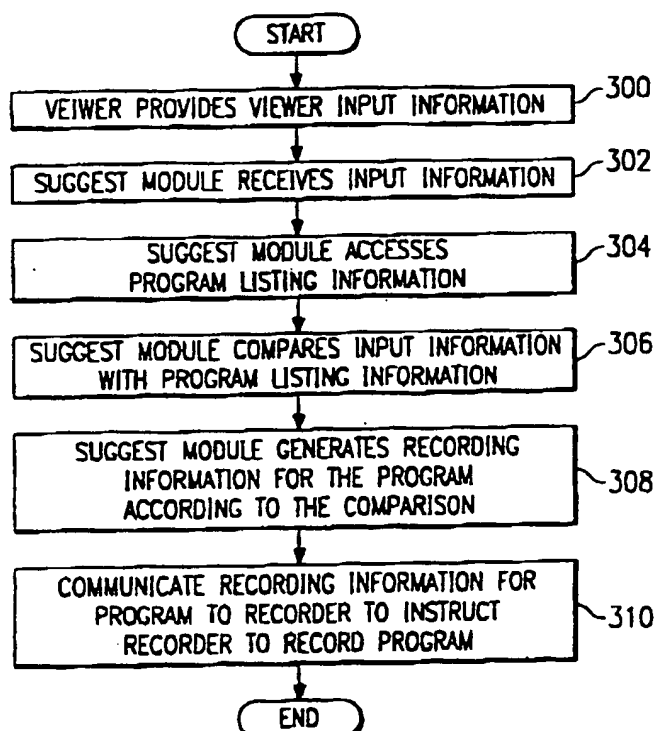 START
VEIWER PROVIDES VIEWER INPUT INFORMATION
300
SUGGEST MODULE RECEIVES INPUT INFORMATION
302
SUGGEST MODULE ACCESSES
PROGRAM LISTING INFORMATION
304
SUGGEST MODULE COMPARES INPUT INFORMATION
WITH PROGRAM LISTING INFORMATION
306
SUGGEST MODULE GENERATES RECORDING
INFORMATION FOR THE PROGRAM
ACCORDING TO THE COMPARISON
308
COMMUNICATE RECORDING INFORMATION FOR
PROGRAM TO RECORDER TO INSTRUCT
RECORDER TO RECORD PROGRAM
310
END